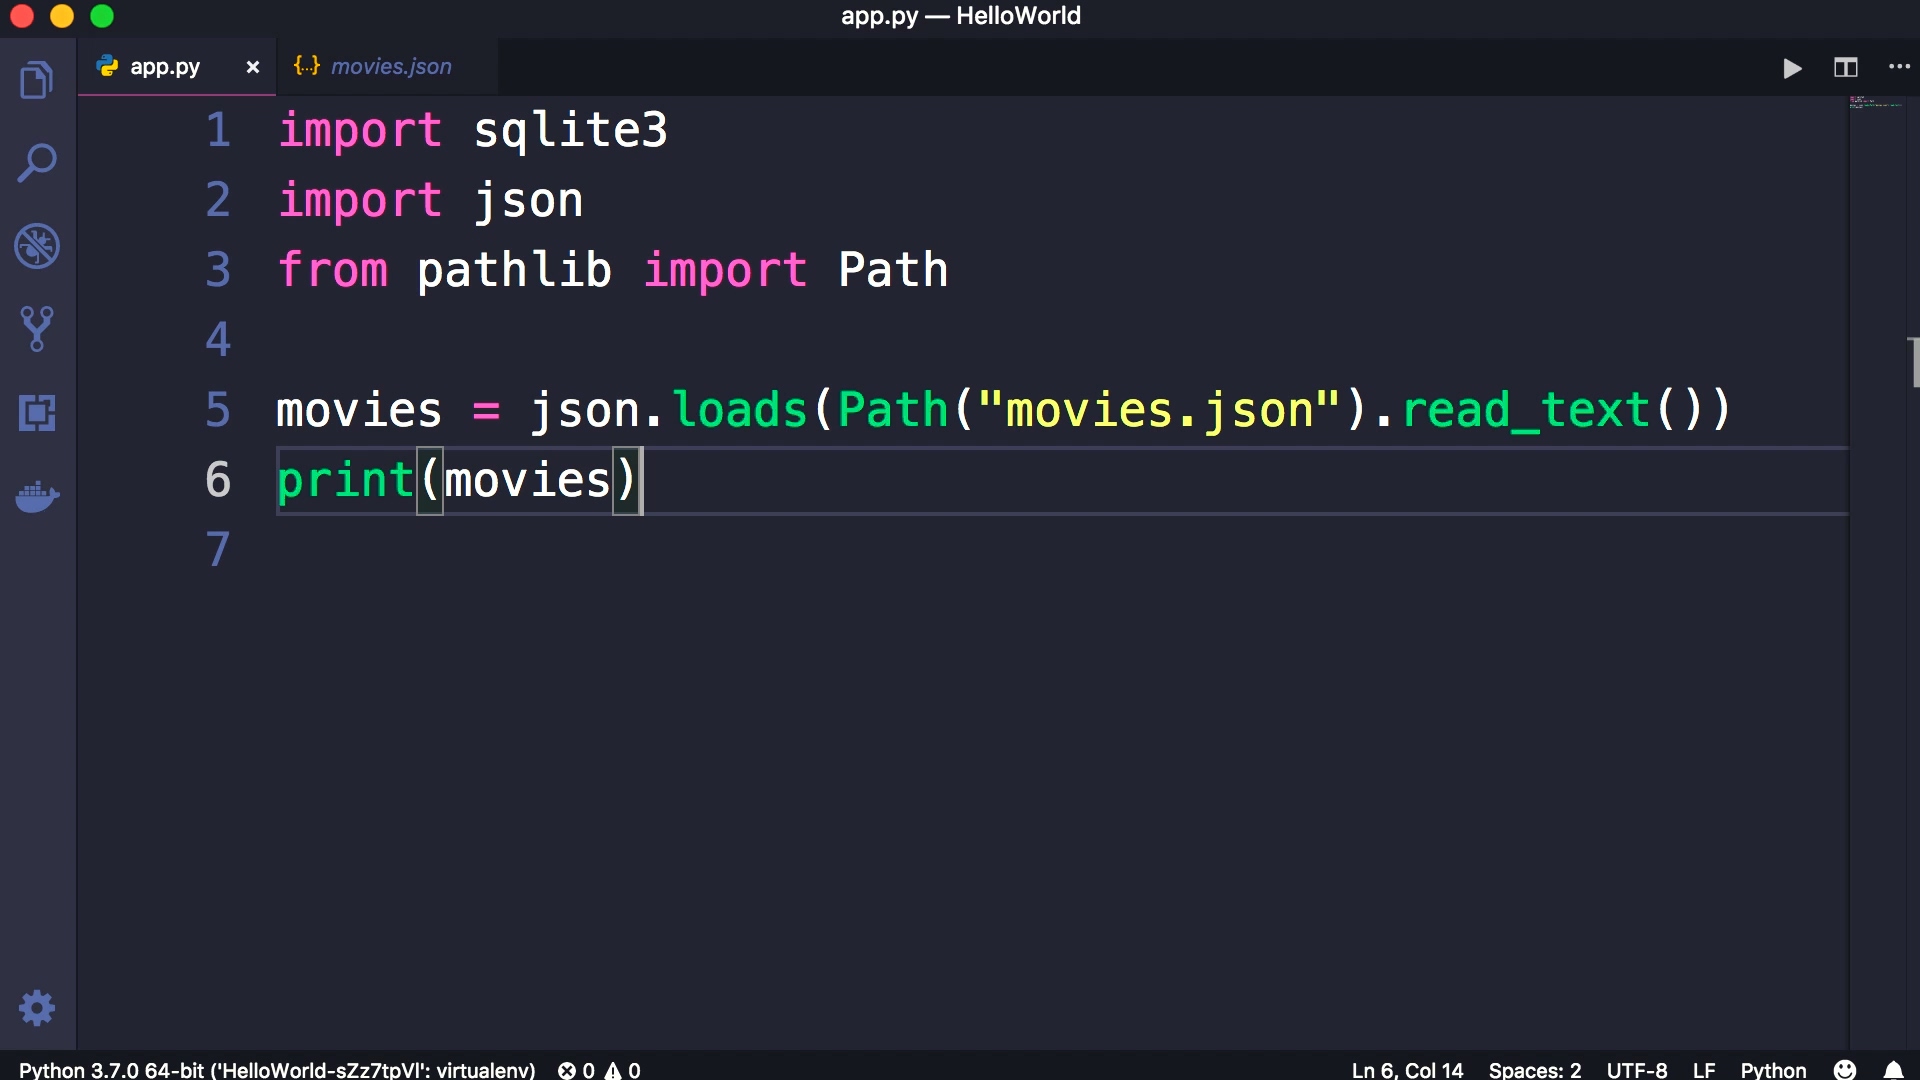 app.py — HelloWorld
app.py × {..} movies.json
1 import sqlite3
2 import json
3 from pathlib import Path
4
5 movies = json.loads(Path("movies.json").read_text())
6 print(movies)
7
Python 3.7.0 64-bit ('HelloWorld-sZz7tpVl': virtualenv) 0 0 Ln 6, Col 14 Spaces: 2 UTF-8 LF Python